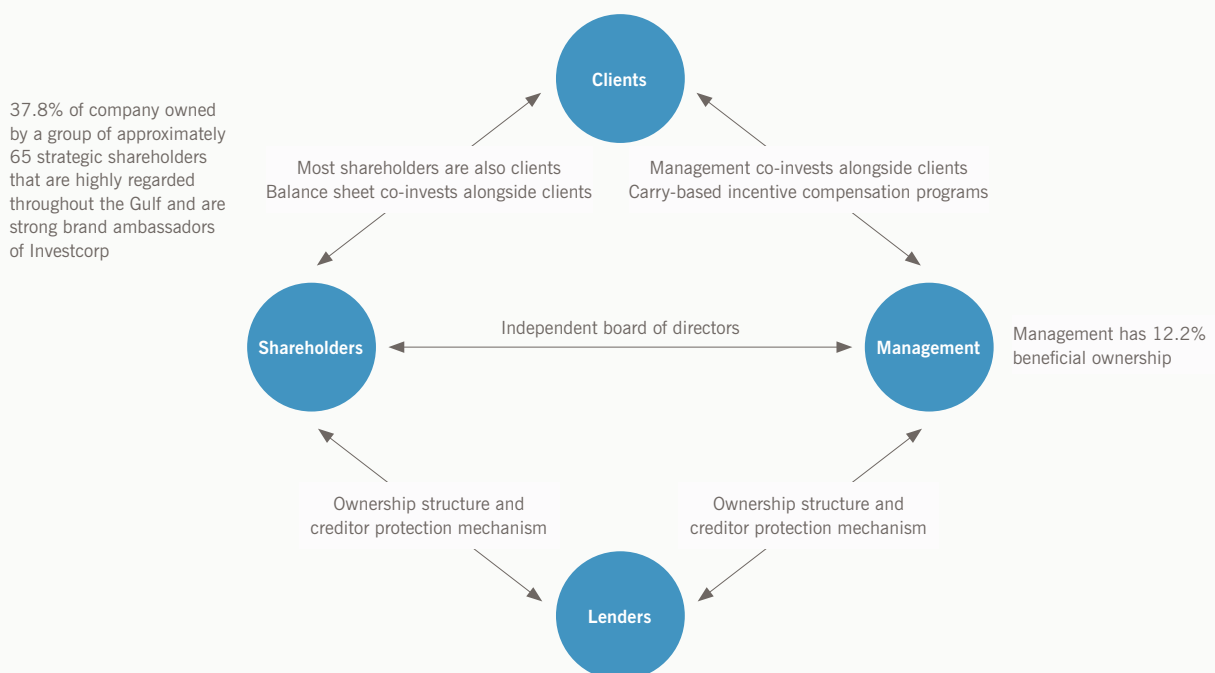 Clients
37.8% of company owned
by a group of approximately
65 strategic shareholders
that are highly regarded
throughout the Gulf and are
strong brand ambassadors
of Investcorp
Most shareholders are also clients
Balance sheet co-invests alongside clients
Management co-invests alongside clients
Carry-based incentive compensation programs
Shareholders
Independent board of directors
Management
Management has 12.2%
beneficial ownership
Ownership structure and
creditor protection mechanism
Ownership structure and
creditor protection mechanism
Lenders